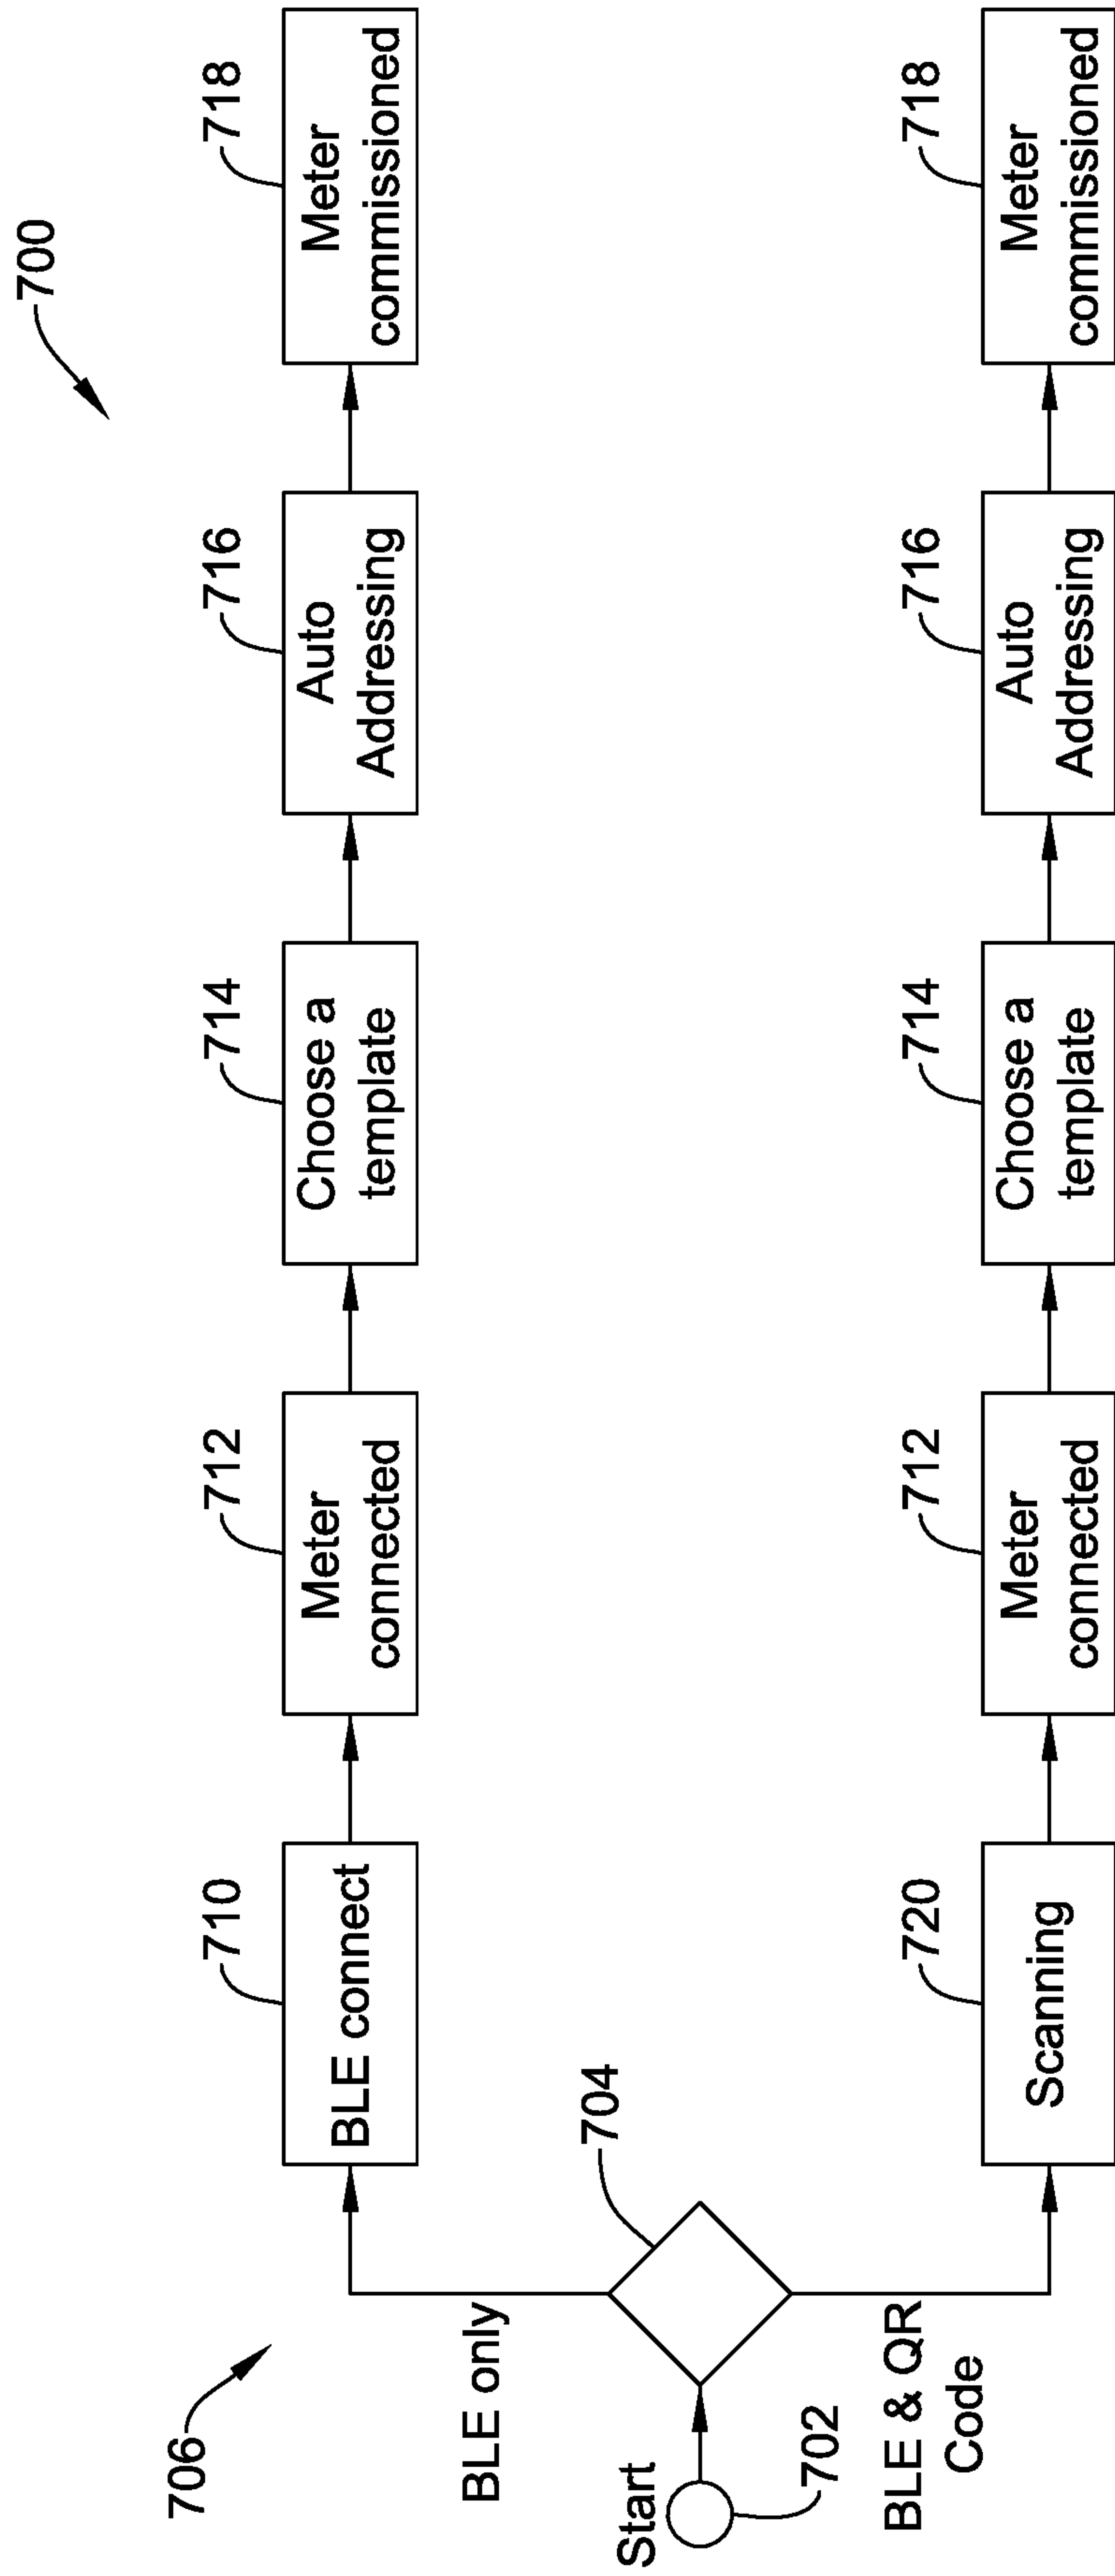 700
706
710
BLE connect
712
Meter
connected
714
Choose a
template
716
Auto
Addressing
718
Meter
commissioned
BLE only
704
Start
702
BLE & QR
Code
720
Scanning
712
Meter
connected
714
Choose a
template
716
Auto
Addressing
718
Meter
commissioned